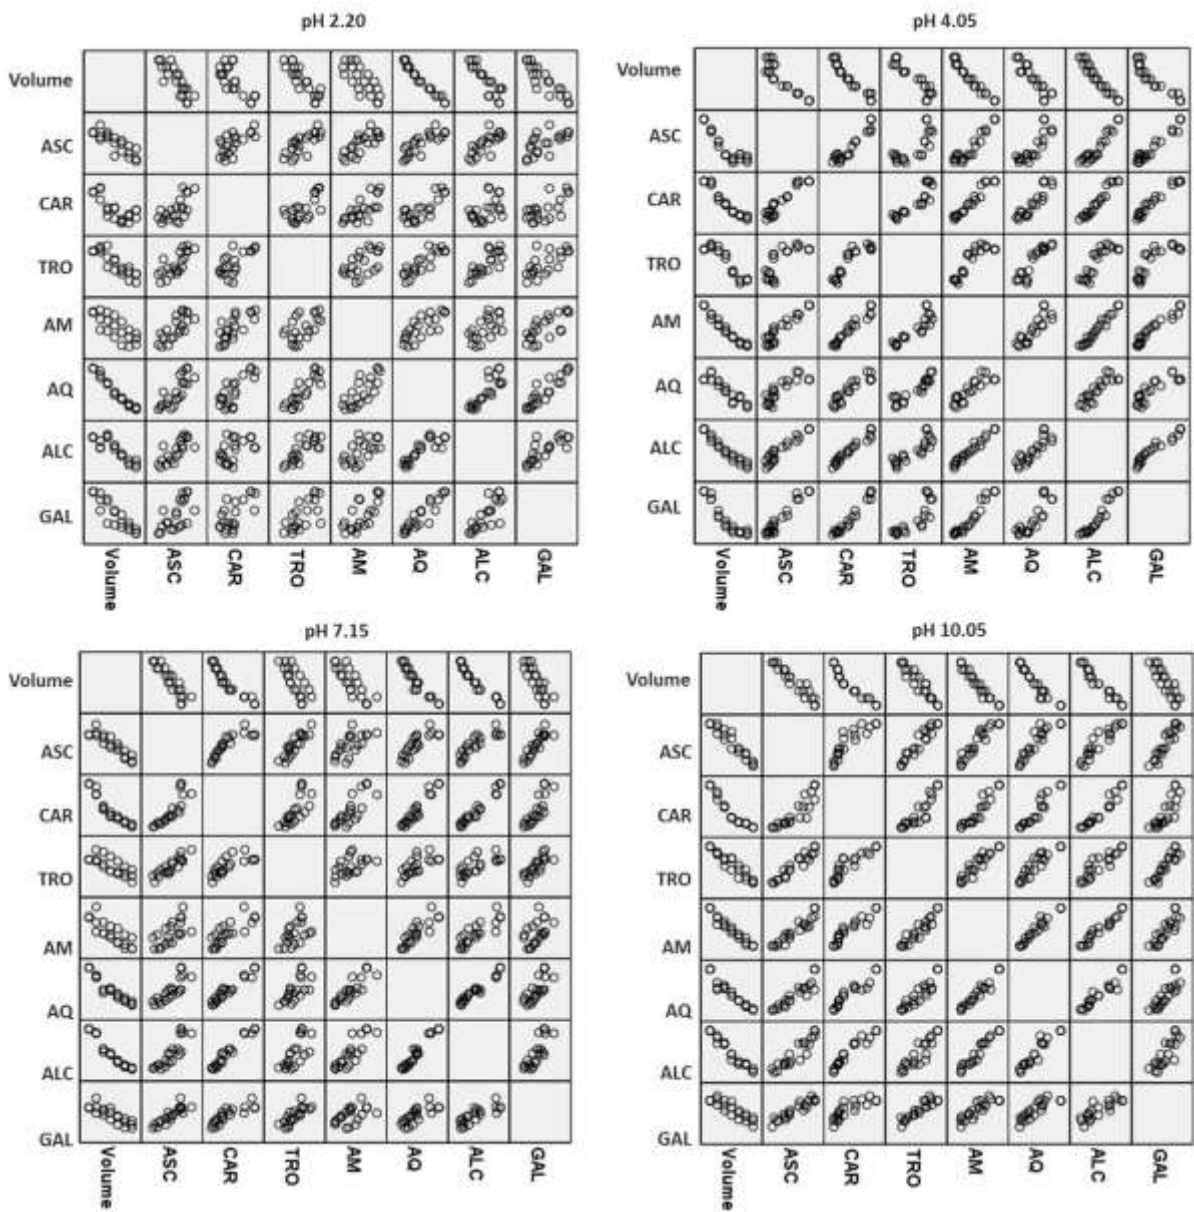 pH 2.20
Volume
ASC
CAR
TRO
AM
AQ
ALC
GAL
Volume
ASC
CAR
TRO
AM
AQ
ALC
GAL
pH 4.05
Volume
ASC
CAR
TRO
AM
AQ
ALC
GAL
Volume
ASC
CAR
TRO
AM
AQ
ALC
GAL
pH 7.15
Volume
ASC
CAR
TRO
AM
AQ
ALC
GAL
Volume
ASC
CAR
TRO
AM
AQ
ALC
GAL
pH 10.05
Volume
ASC
CAR
TRO
AM
AQ
ALC
GAL
Volume
ASC
CAR
TRO
AM
AQ
ALC
GAL